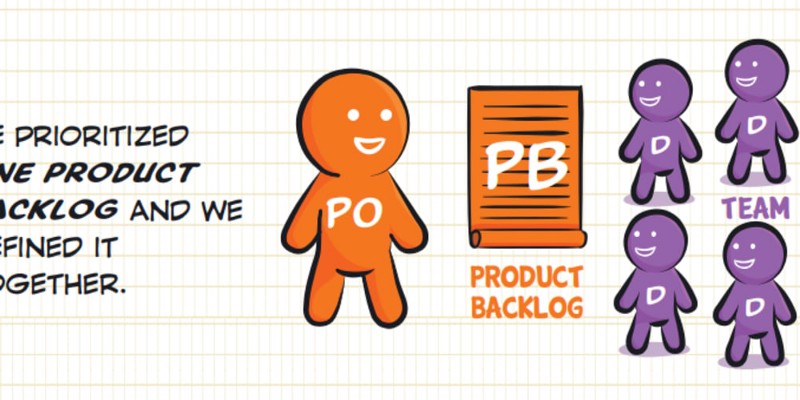 E PRIORITIZED
NE PRODUCT
ACKLOG AND WE
EFINED IT
OGETHER.
PO
PB
PRODUCT
BACKLOG
D
D
TEAM
D
D